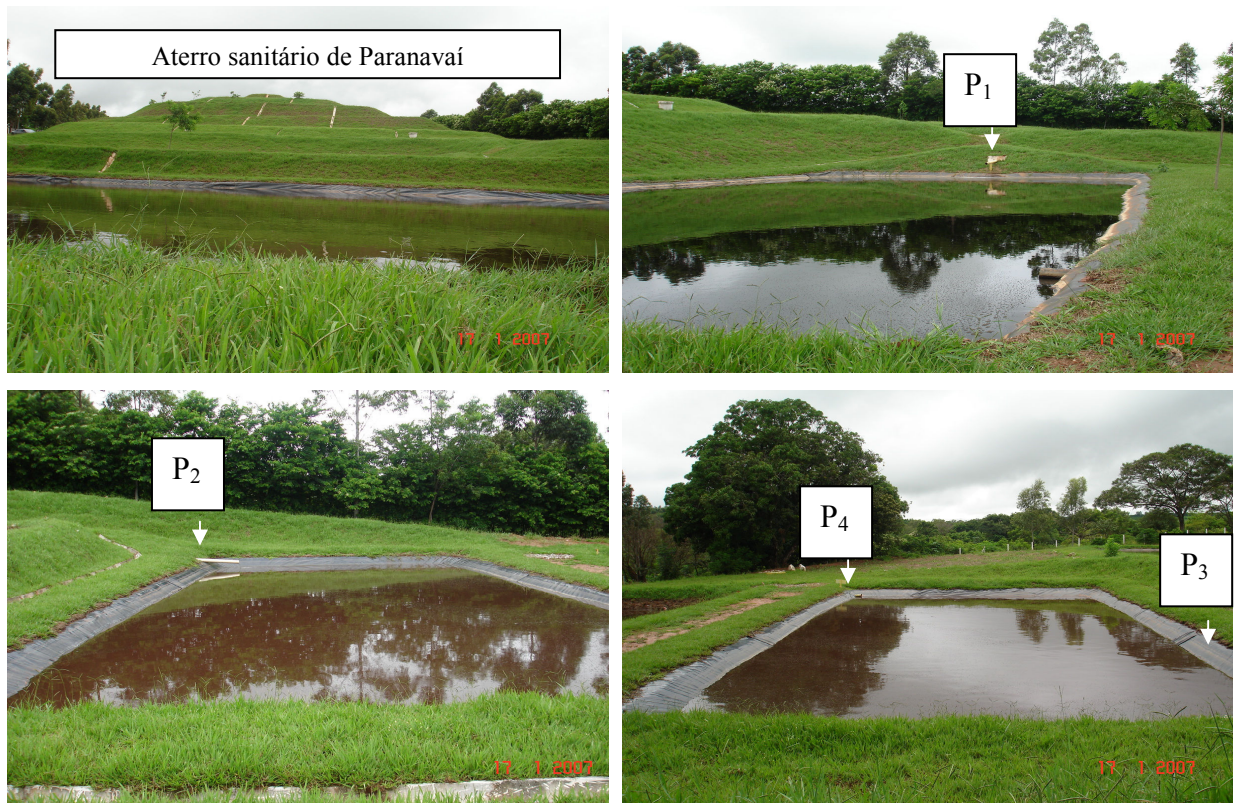 Aterro sanitário de Paranavaí
17 1 2007
P₁
17 1 2007
P₂
17 1 2007
P₄
P₃
17 1 2007